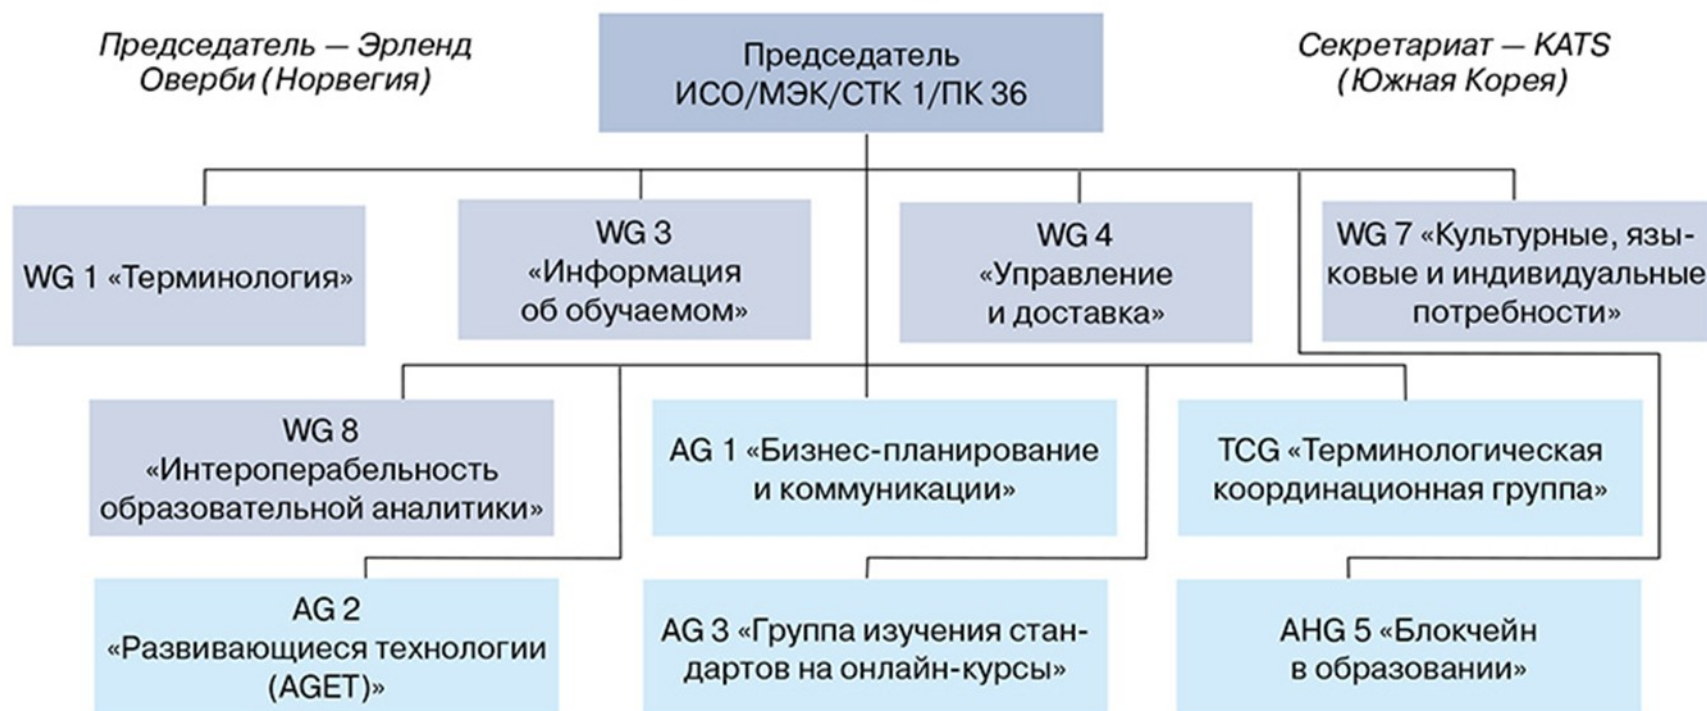 Председатель — Эрленд
Оверби (Норвегия)
Председатель
ИСО/МЭК/СТК 1/ПК 36
Секретариат — KATS
(Южная Корея)
WG 1 «Терминология»
WG 3
«Информация
об обучаемом»
WG 4
«Управление
и доставка»
WG 7 «Культурные, язы-
ковые и индивидуальные
потребности»
WG 8
«Интероперабельность
образовательной аналитики»
AG 1 «Бизнес-планирование
и коммуникации»
TCG «Терминологическая
координационная группа»
AG 2
«Развивающиеся технологии
(AGET)»
AG 3 «Группа изучения стан-
дартов на онлайн-курсы»
AHG 5 «Блокчейн
в образовании»